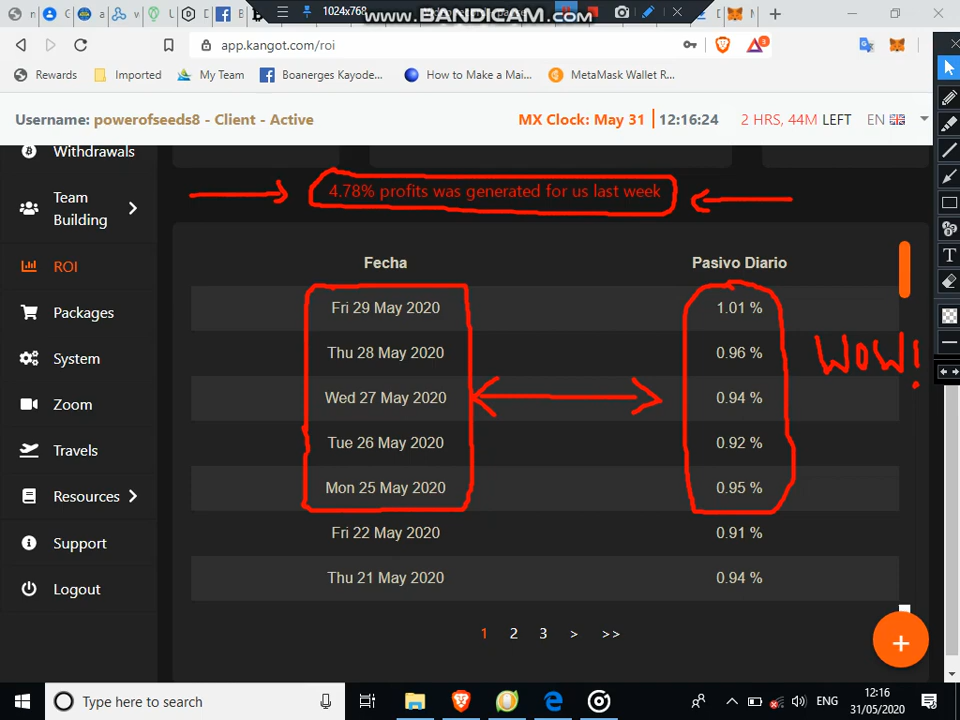 1024x768
www.BANDICAM.com
app.kangot.com/roi
Rewards
Imported
My Team
Boanerges Kayode...
How to Make a Mai...
MetaMask Wallet R...
Username: powerofseeds8 - Client - Active
MX Clock: May 31
12:16:24
2 HRS, 44M LEFT
EN
Withdrawals
Team
Building
ROI
Packages
System
Zoom
Travels
Resources
Support
Logout
4.78% profits was generated for us last week
Fecha Pasivo Diario
Fri 29 May 2020 1.01 %
Thu 28 May 2020 0.96 %
Wed 27 May 2020 0.94 %
Tue 26 May 2020 0.92 %
Mon 25 May 2020 0.95 %
Fri 22 May 2020 0.91 %
Thu 21 May 2020 0.94 %
WOW!
1 2 3 > >>
+
Type here to search
ENG
12:16
31/05/2020